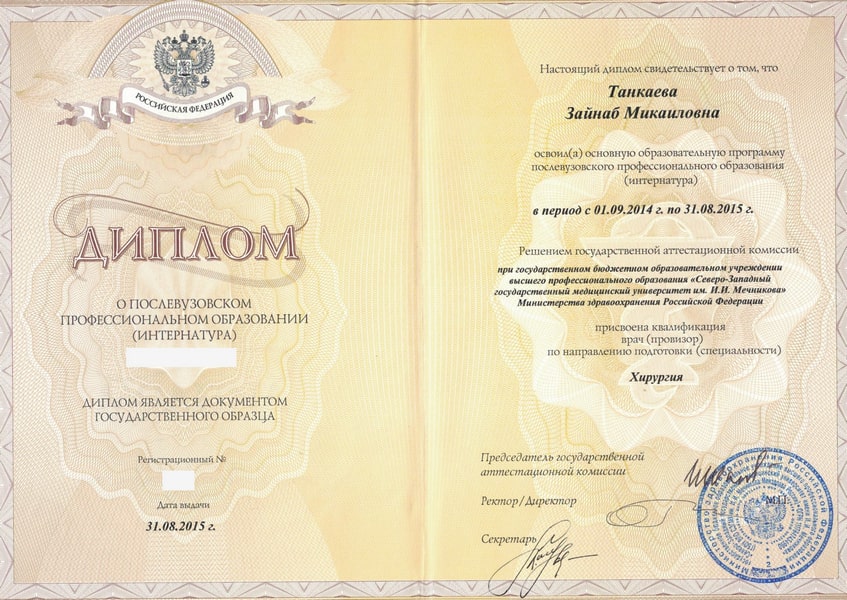 РОССИЙСКАЯ ФЕДЕРАЦИЯ
ДИПЛОМ
О ПОСЛЕВУЗОВСКОМ
ПРОФЕССИОНАЛЬНОМ ОБРАЗОВАНИИ
(ИНТЕРНАТУРА)
ДИПЛОМ ЯВЛЯЕТСЯ ДОКУМЕНТОМ
ГОСУДАРСТВЕННОГО ОБРАЗЦА
Регистрационный №
Дата выдачи
31.08.2015 г.
Настоящий диплом свидетельствует о том, что
Танкаева
Зайнаб Микаиловна
освоил(а) основную образовательную программу
послевузовского профессионального образования
(интернатура)
в период с 01.09.2014 г. по 31.08.2015 г.
Решением государственной аттестационной комиссии
при государственном бюджетном образовательном учреждении
высшего профессионального образования «Северо-Западный
государственный медицинский университет им. И.И. Мечникова»
Министерства здравоохранения Российской Федерации
присвоена квалификация
врач (провизор)
по направлению подготовки (специальности)
Хирургия
Председатель государственной
аттестационной комиссии
Ректор/Директор
М.П.
Секретарь
Министерство здравоохранения Российской Федерации